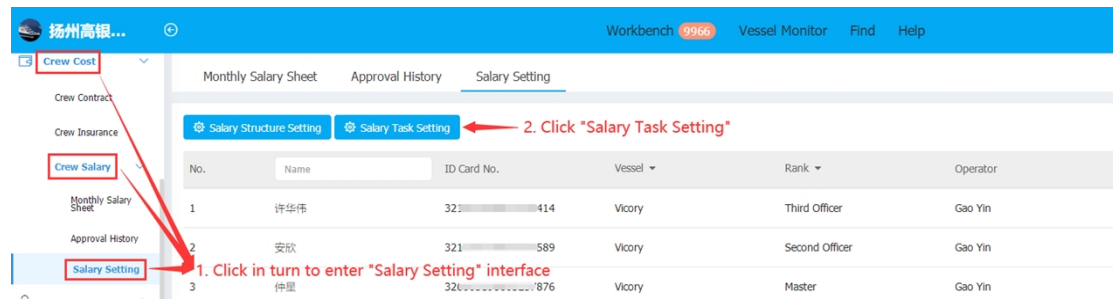 扬州高银...
Workbench 9966 Vessel Monitor Find Help
Crew Cost
Crew Contract
Crew Insurance
Crew Salary
Monthly Salary
Sheet
Approval History
Salary Setting
Monthly Salary Sheet Approval History Salary Setting
Salary Structure Setting Salary Task Setting
2. Click "Salary Task Setting"
No. Name ID Card No. Vessel Rank Operator
1 许华伟 321 414 Vicory Third Officer Gao Yin
2 安欣 321 589 Vicory Second Officer Gao Yin
1. Click in turn to enter "Salary Setting" interface
3 仲星 320 876 Vicory Master Gao Yin